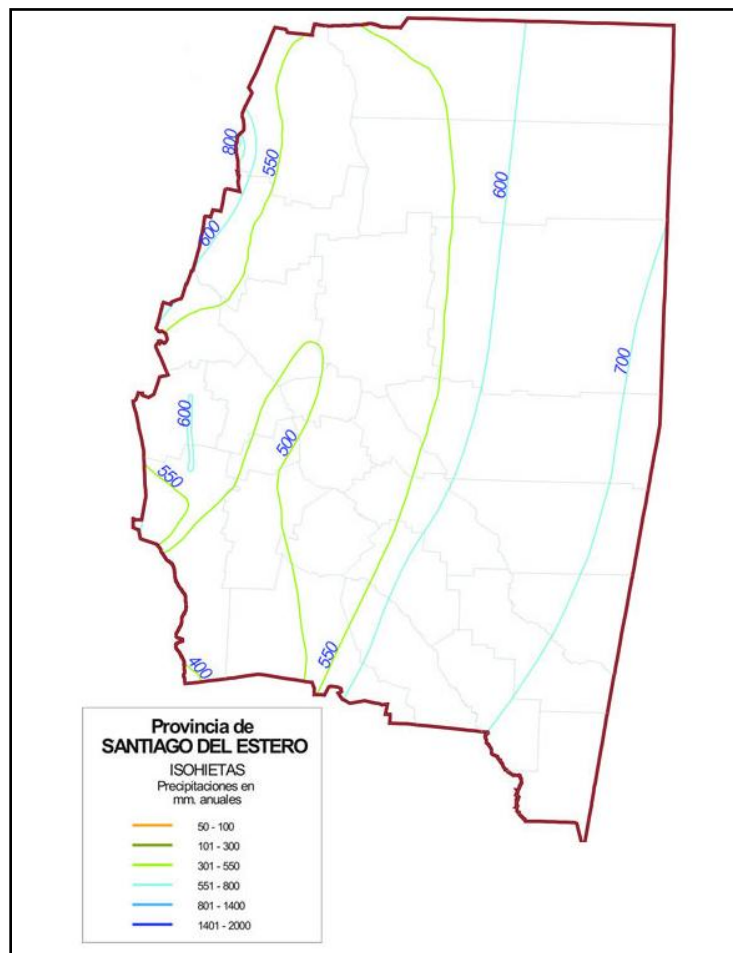 800
550
600
600
700
600
500
550
550
400
Provincia de
SANTIAGO DEL ESTERO
ISOHIETAS
Precipitaciones en
mm. anuales
50 - 100
101 - 300
301 - 550
551 - 800
801 - 1400
1401 - 2000